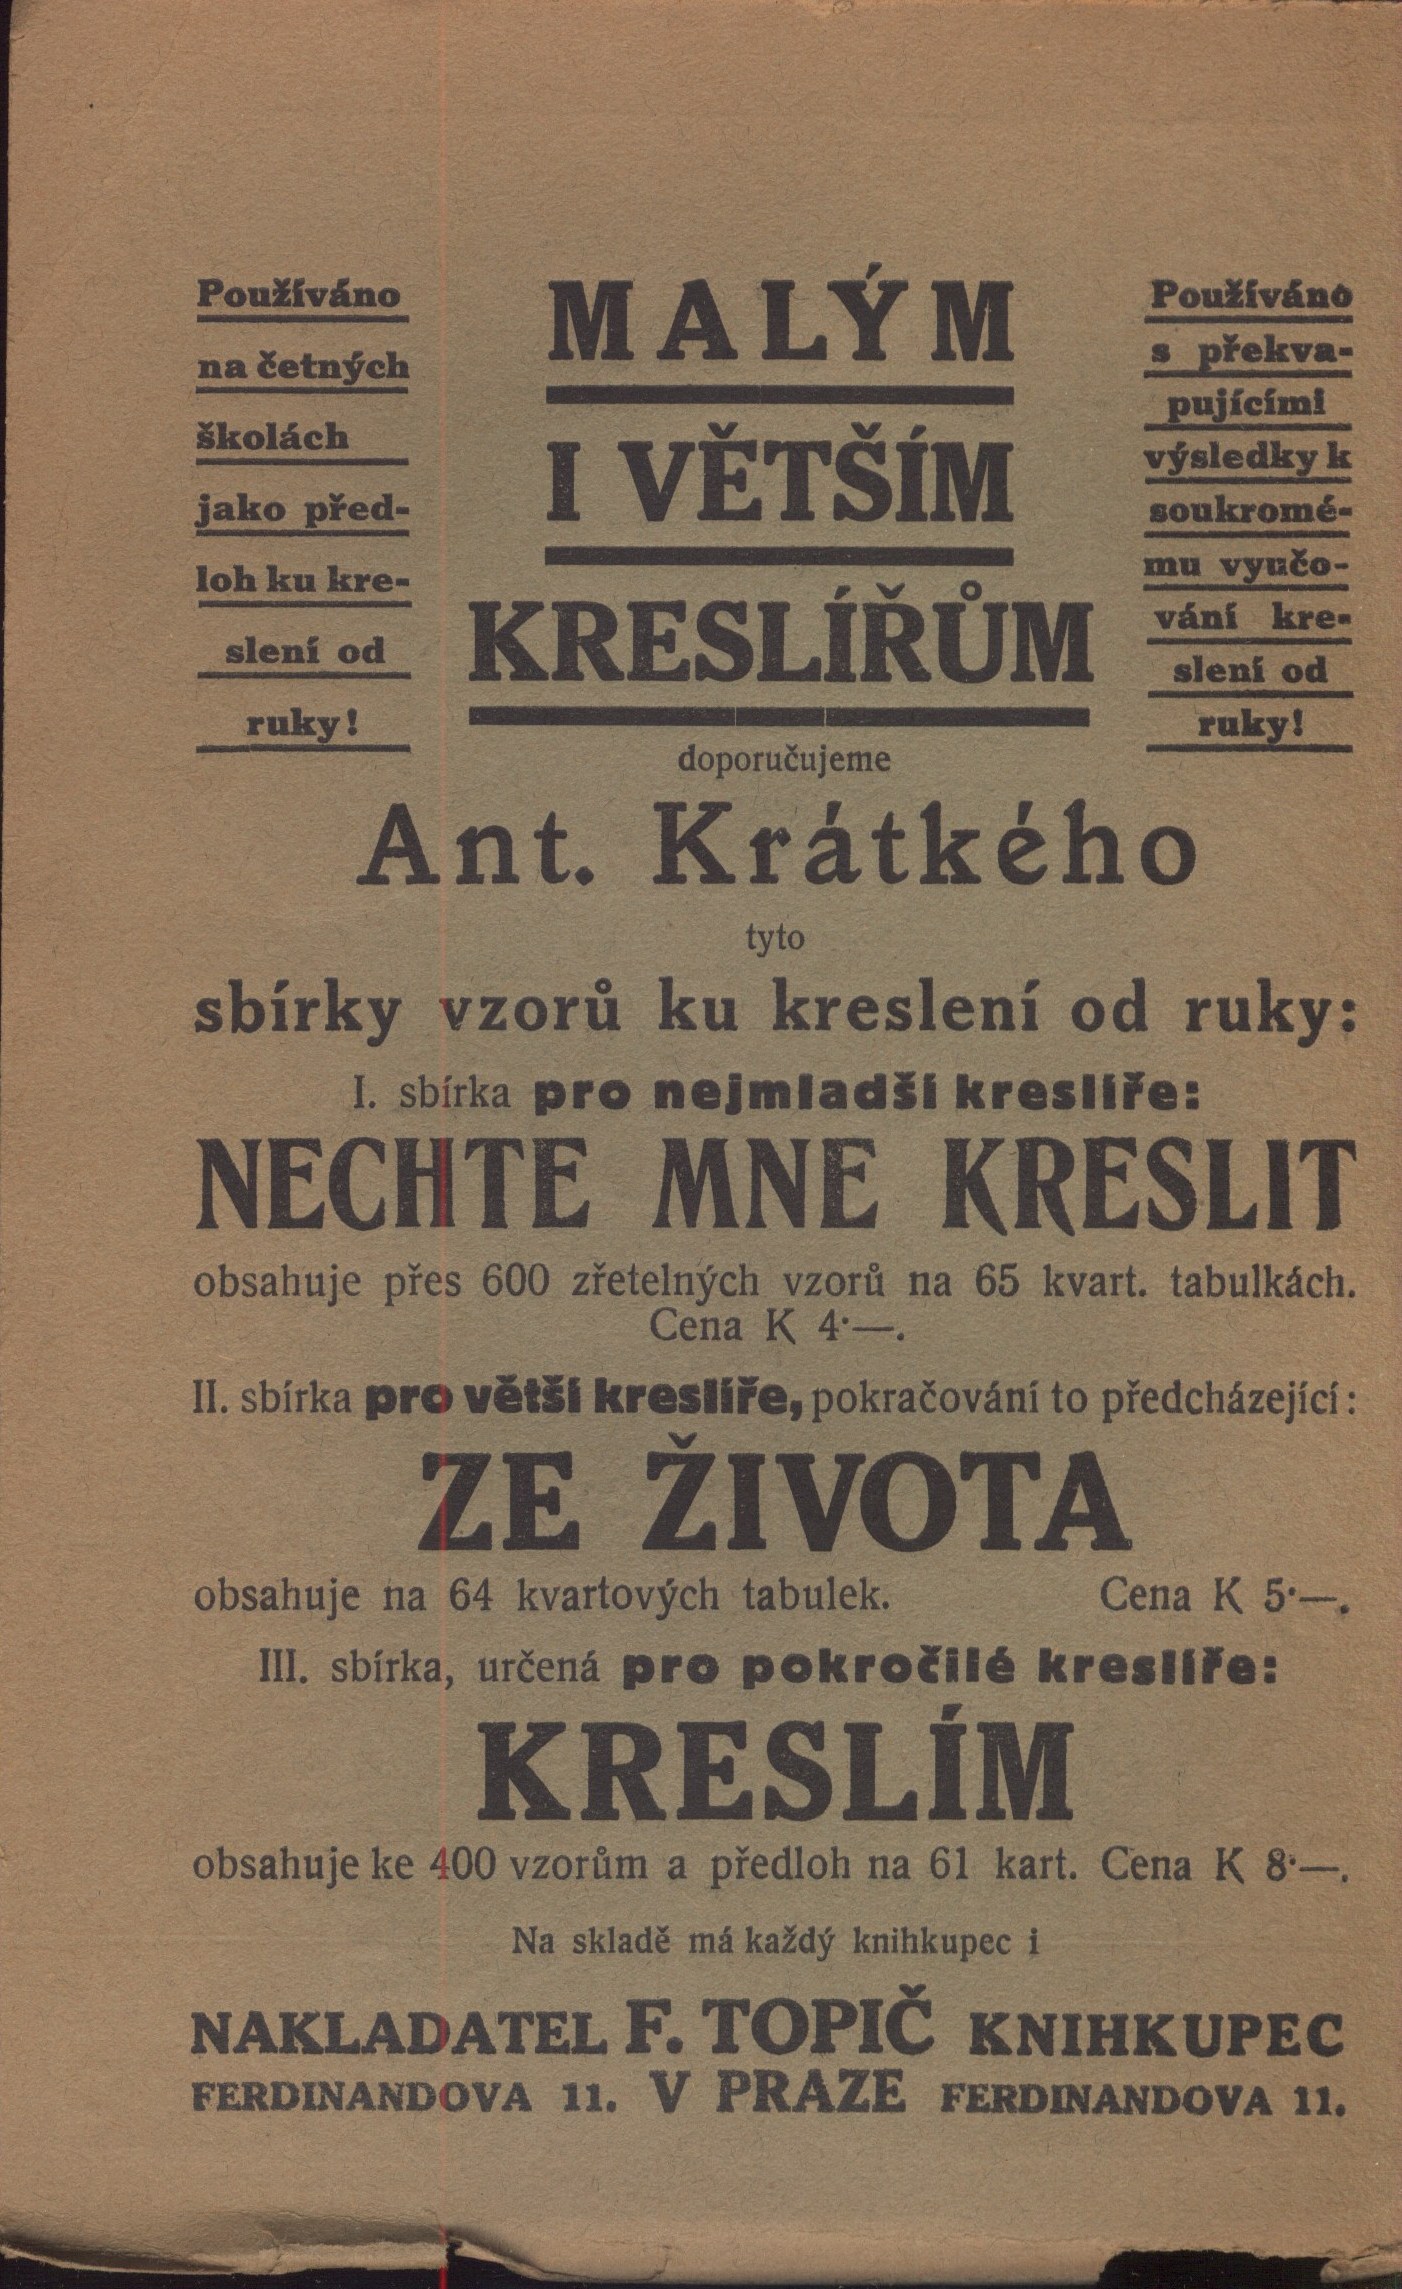 Používáno
na četných
školách
jako před-
loh ku kre-
slení od
ruky!
MALÝM
I VĚTŠÍM
KRESLÍŘŮM
Používáno
s překva-
pujícími
výsledky k
soukromé-
mu vyučo-
vání kre-
slení od
ruky!
doporučujeme
Ant. Krátkého
tyto
sbírky vzorů ku kreslení od ruky:
I. sbírka pro nejmladší kreslíře:
NECHTE MNE KRESLIT
obsahuje přes 600 zřetelných vzorů na 65 kvart. tabulkách.
Cena K 4·—.
II. sbírka pro větší kreslíře, pokračování to předcházející:
ZE ŽIVOTA
obsahuje na 64 kvartových tabulek. Cena K 5·—.
III. sbírka, určená pro pokročilé kreslíře:
KRESLÍM
obsahuje ke 400 vzorům a předloh na 61 kart. Cena K 8·—.
Na skladě má každý knihkupec i
NAKLADATEL F. TOPIČ KNIHKUPEC
FERDINANDOVA 11. V PRAZE FERDINANDOVA 11.